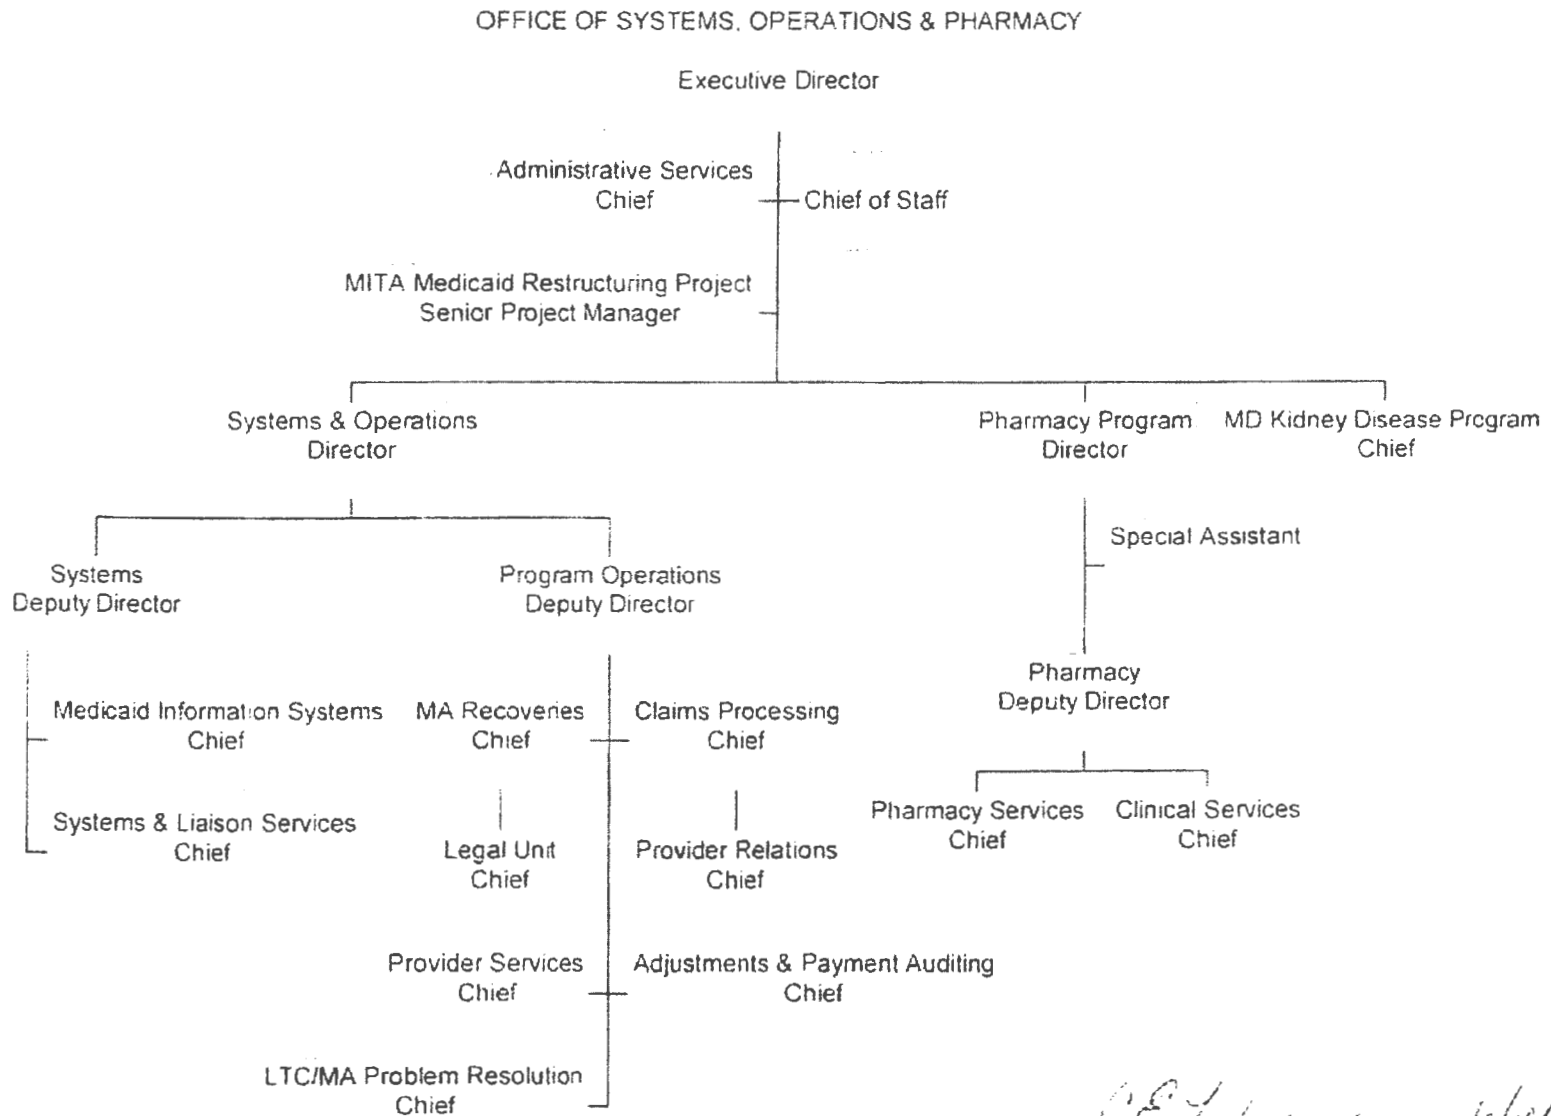 OFFICE OF SYSTEMS, OPERATIONS & PHARMACY
Executive Director
Administrative Services
Chief
Chief of Staff
MITA Medicaid Restructuring Project
Senior Project Manager
Systems & Operations
Director
Pharmacy Program
Director
MD Kidney Disease Program
Chief
Special Assistant
Systems
Deputy Director
Program Operations
Deputy Director
Pharmacy
Deputy Director
Medicaid Information Systems
Chief
MA Recoveries
Chief
Claims Processing
Chief
Systems & Liaison Services
Chief
Legal Unit
Chief
Provider Relations
Chief
Pharmacy Services
Chief
Clinical Services
Chief
Provider Services
Chief
Adjustments & Payment Auditing
Chief
LTC/MA Problem Resolution
Chief